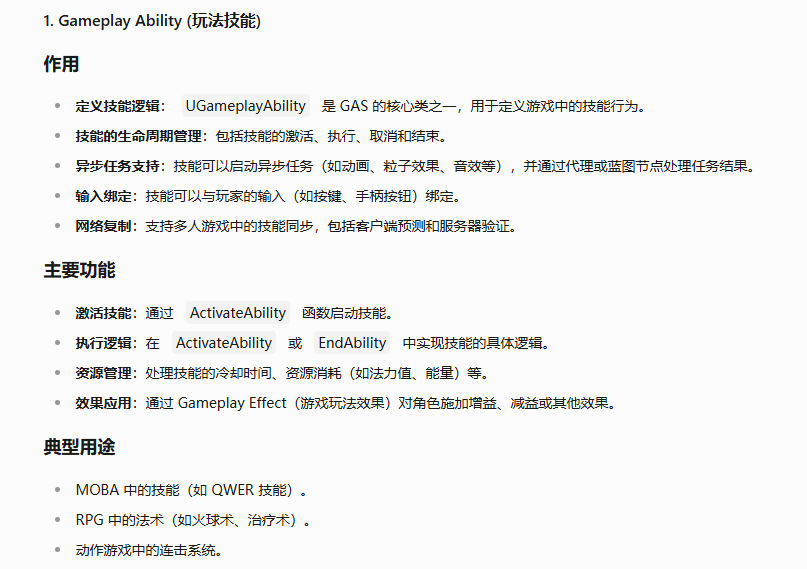 1. Gameplay Ability (玩法技能)
作用
定义技能逻辑： UGameplayAbility 是 GAS 的核心类之一，用于定义游戏中的技能行为。
技能的生命周期管理：包括技能的激活、执行、取消和结束。
异步任务支持：技能可以启动异步任务（如动画、粒子效果、音效等），并通过代理或蓝图节点处理任务结果。
输入绑定：技能可以与玩家的输入（如按键、手柄按钮）绑定。
网络复制：支持多人游戏中的技能同步，包括客户端预测和服务器验证。
主要功能
激活技能：通过 ActivateAbility 函数启动技能。
执行逻辑：在 ActivateAbility 或 EndAbility 中实现技能的具体逻辑。
资源管理：处理技能的冷却时间、资源消耗（如法力值、能量）等。
效果应用：通过 Gameplay Effect（游戏玩法效果）对角色施加增益、减益或其他效果。
典型用途
MOBA 中的技能（如 QWER 技能）。
RPG 中的法术（如火球术、治疗术）。
动作游戏中的连击系统。